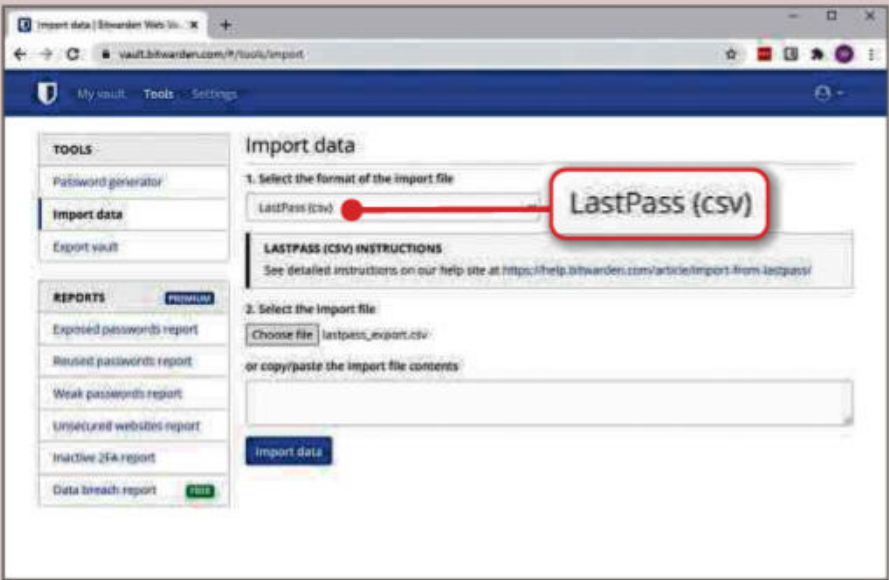 Import data | Bitwarden Web Va
vault.bitwarden.com/#/tools/import
My vault Tools Settings
TOOLS
Password generator
Import data
Export vault
REPORTS PREMIUM
Exposed passwords report
Reused passwords report
Weak passwords report
Unsecured websites report
Inactive 2FA report
Data breach report FREE
Import data
1. Select the format of the import file
LastPass (csv)
LastPass (csv)
LASTPASS (CSV) INSTRUCTIONS
See detailed instructions on our help site at https://help.bitwarden.com/article/import-from-lastpass/
2. Select the import file
Choose file lastpass_export.csv
or copy/paste the import file contents
Import data